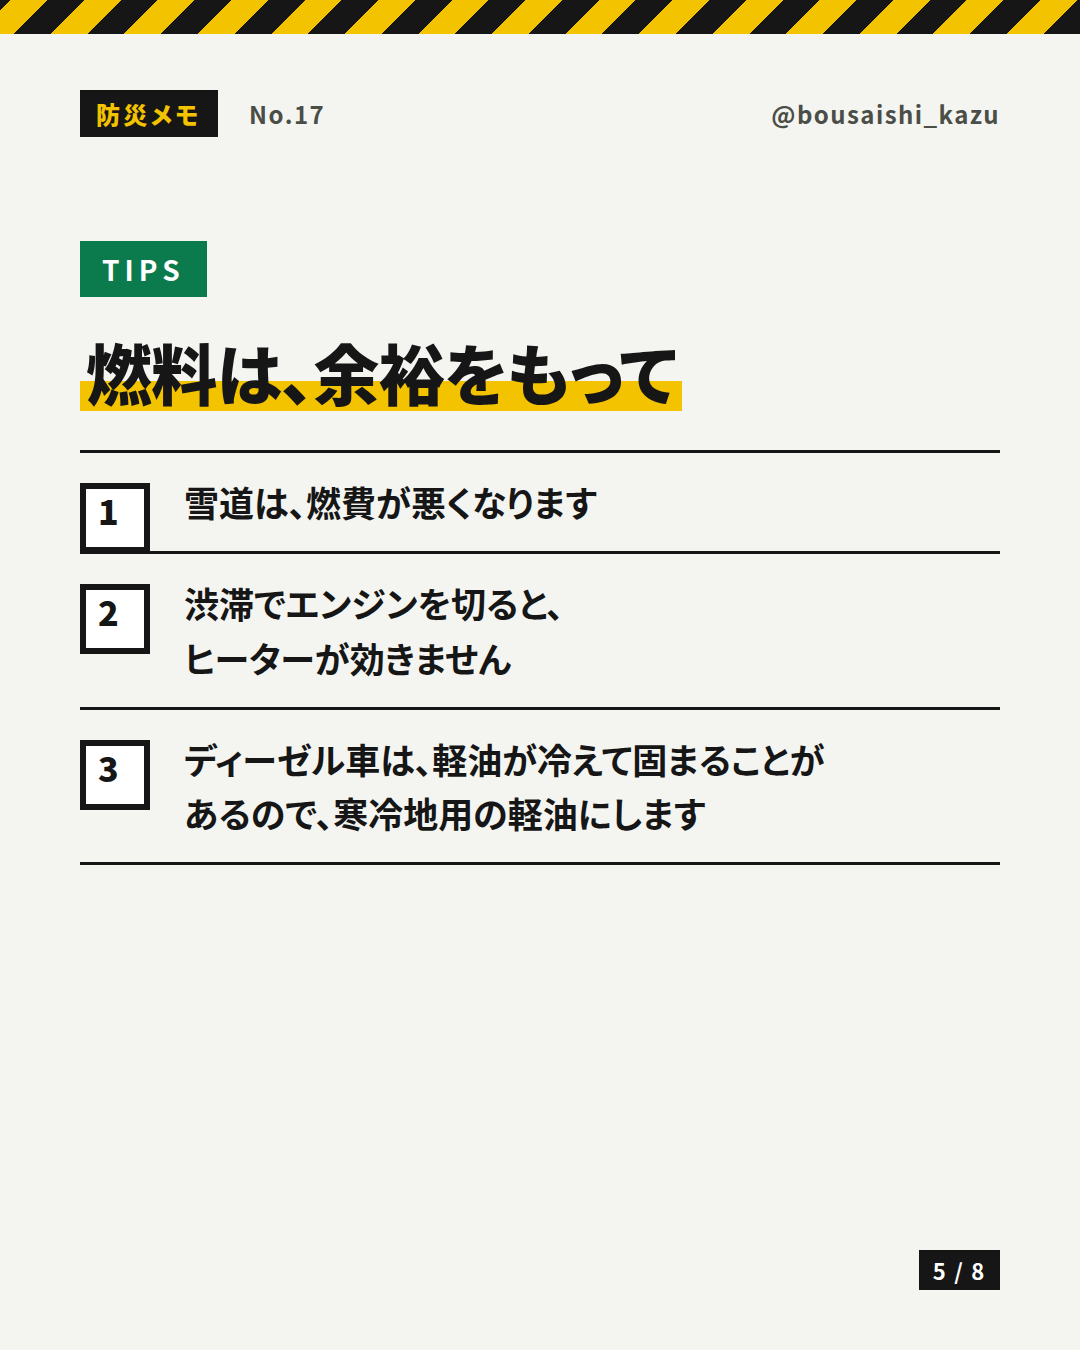 防災メモ No.17 @bousaishi_kazu
TIPS
燃料は、余裕をもって
1 雪道は、燃費が悪くなります
2 渋滞でエンジンを切ると、
ヒーターが効きません
3 ディーゼル車は、軽油が冷えて固まることが
あるので、寒冷地用の軽油にします
5 / 8